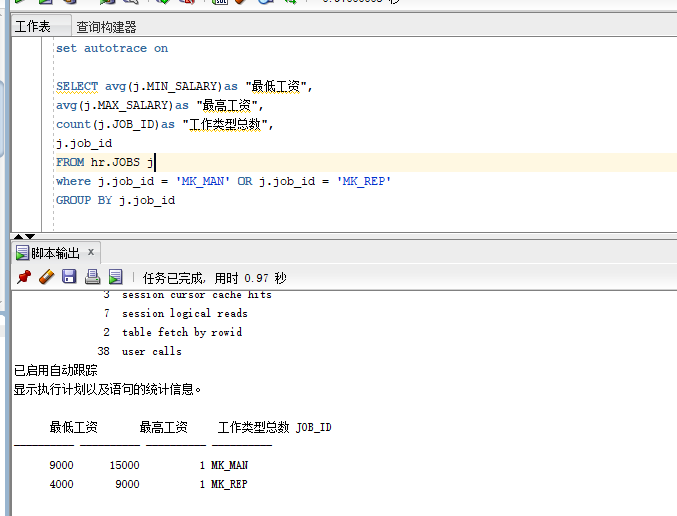 工作表 查询构建器
set autotrace on
SELECT avg(j.MIN_SALARY)as "最低工资",
avg(j.MAX_SALARY)as "最高工资",
count(j.JOB_ID)as "工作类型总数",
j.job_id
FROM hr.JOBS j
where j.job_id = 'MK_MAN' OR j.job_id = 'MK_REP'
GROUP BY j.job_id
脚本输出 x
任务已完成, 用时 0.97 秒
3 session cursor cache hits
7 session logical reads
2 table fetch by rowid
38 user calls
已启用自动跟踪
显示执行计划以及语句的统计信息。
最低工资 最高工资 工作类型总数 JOB_ID
---------- ---------- ---------- ----------
9000 15000 1 MK_MAN
4000 9000 1 MK_REP